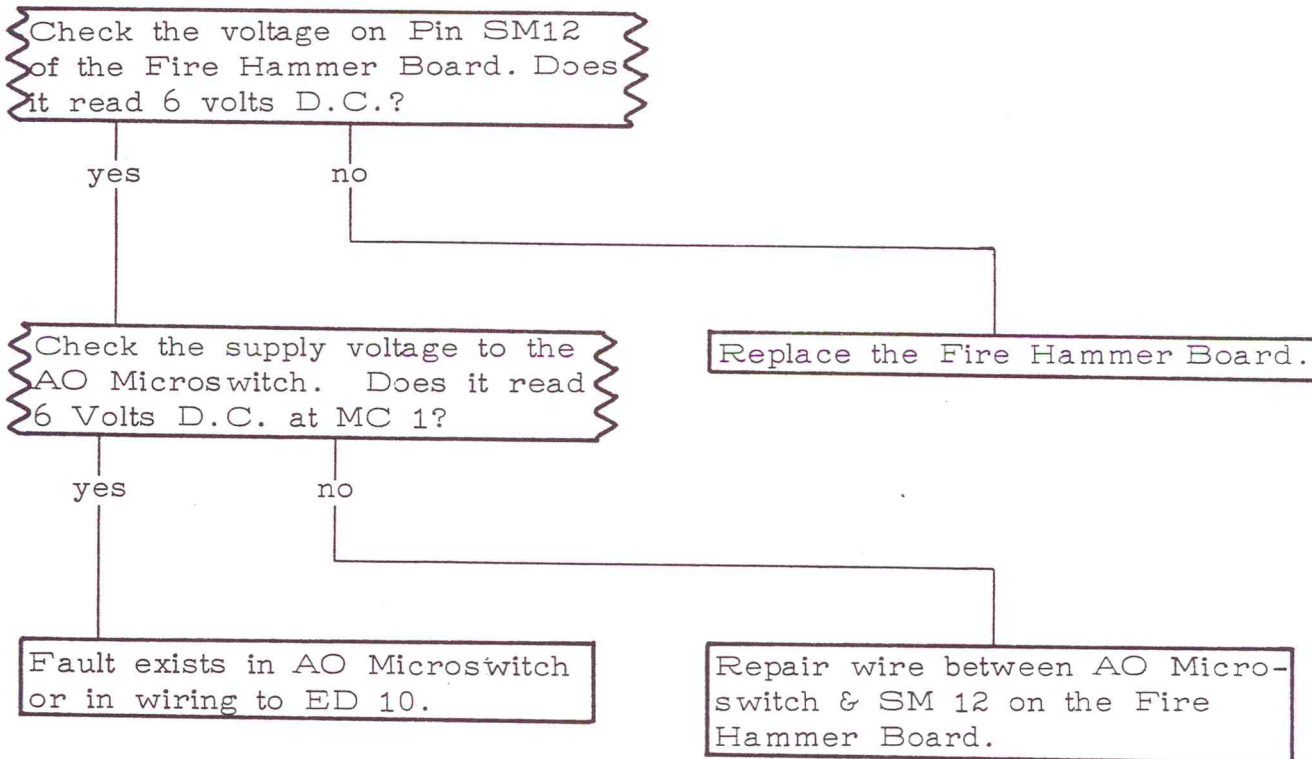 Check the voltage on Pin SM12
of the Fire Hammer Board. Does
it read 6 volts D.C.?
yes
no
Check the supply voltage to the
AO Microswitch. Does it read
6 Volts D.C. at MC 1?
Replace the Fire Hammer Board.
yes
no
Fault exists in AO Microswitch
or in wiring to ED 10.
Repair wire between AO Micro-
switch & SM 12 on the Fire
Hammer Board.